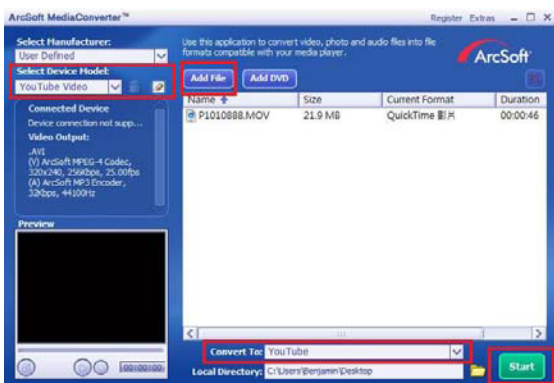 ArcSoft MediaConverter™
Register Extras
Select Manufacturer:
User Defined
Select Device Model:
YouTube Video
Connected Device
Device connection not supp...
Video Output:
.AVI
(V) ArcSoft MPEG-4 Codec,
320x240, 256Kbps, 25.00fps
(A) ArcSoft MP3 Encoder,
32Kbps, 44100Hz
Preview
00:00:00
Use this application to convert video, photo and audio files into file
formats compatible with your media player.
ArcSoft
Add File Add DVD
Name Size Current Format Duration
P1010888.MOV 21.9 MB QuickTime 影片 00:00:46
Convert To: YouTube
Local Directory: C:\Users\Benjamin\Desktop
Start